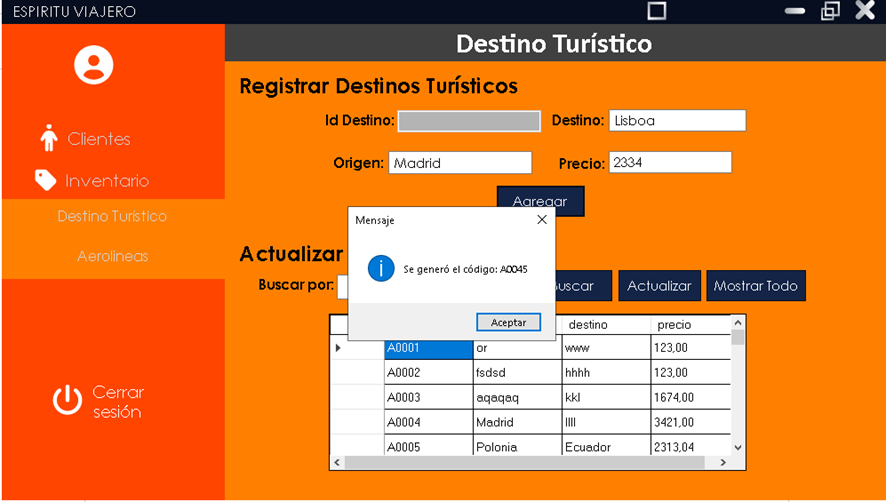 ESPIRITU VIAJERO
Destino Turístico
Registrar Destinos Turísticos
Id Destino:
Destino: Lisboa
Clientes
Origen: Madrid
Precio: 2334
Inventario
Agregar
Destino Turístico
Mensaje
Aerolineas
Actualizar
Se generó el código: A0045
Buscar por:
uscar
Actualizar
Mostrar Todo
Aceptar
destino precio
A0001 or www 123,00
A0002 fsdsd hhhh 123,00
A0003 aqaqaq kkl 1674,00
Cerrar
sesión
A0004 Madrid llll 3421,00
A0005 Polonia Ecuador 2313,04